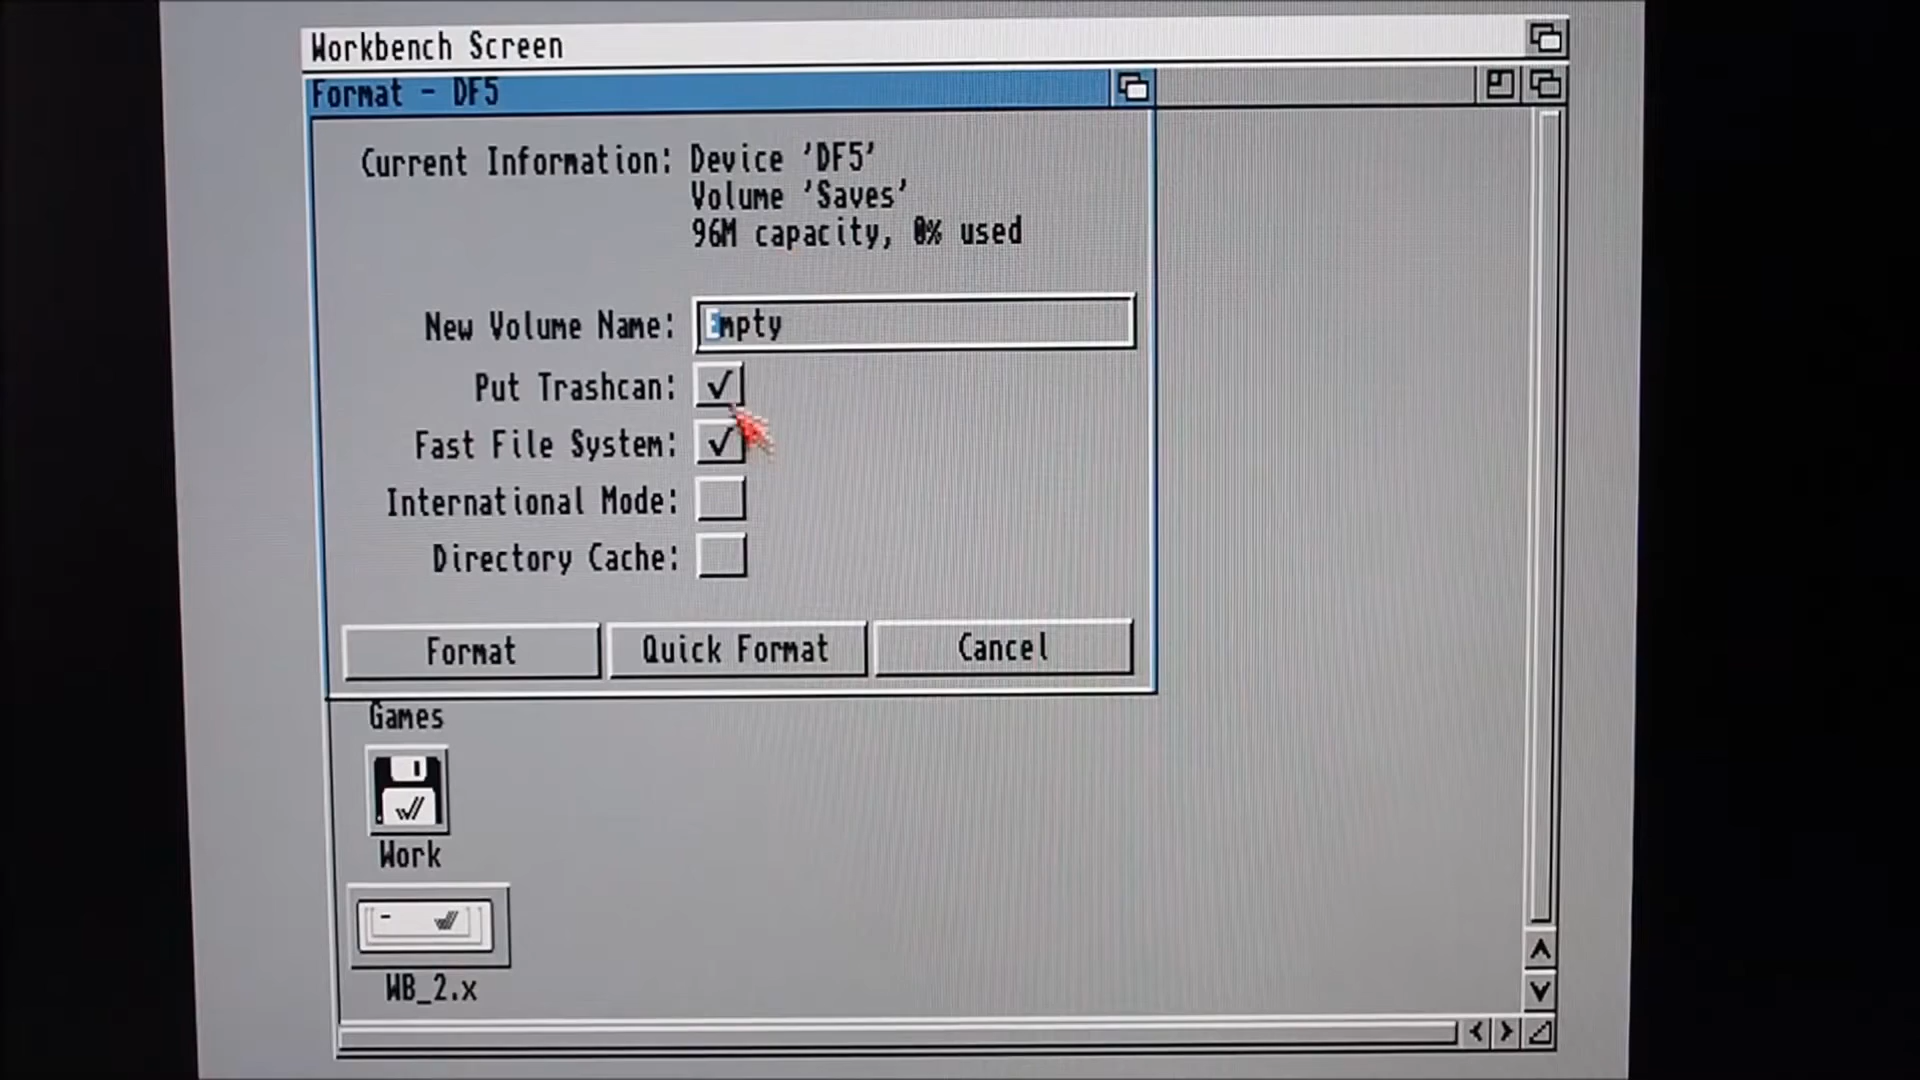 Workbench Screen
Format - DF5
Current Information: Device 'DF5'
Volume 'Saves'
96M capacity, 0% used
New Volume Name: Empty
Put Trashcan: ✓
Fast File System: ✓
International Mode:
Directory Cache:
Format Quick Format Cancel
Games
Work
WB_2.x